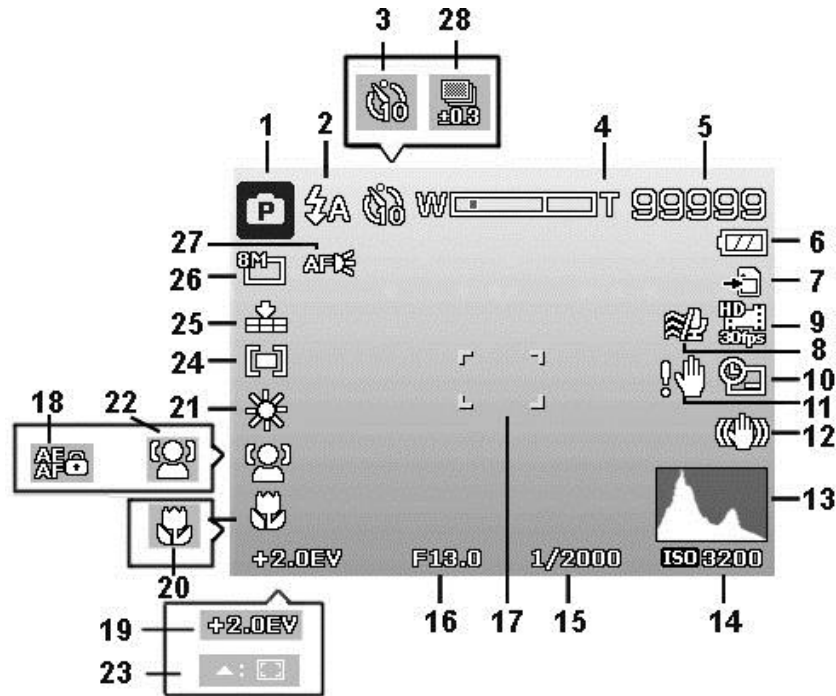 3 28
10 ±0.3
1 2 4 5
P A 10 W T 99999
27 6
8M AF
26 7
HD
25 9
30fps
8
24 10
18 22 21 11
AE
AF 12
13
+2.0EV F13.0 1/2000 ISO 3200
20 16 17 15 14
19 +2.0EV
23 :